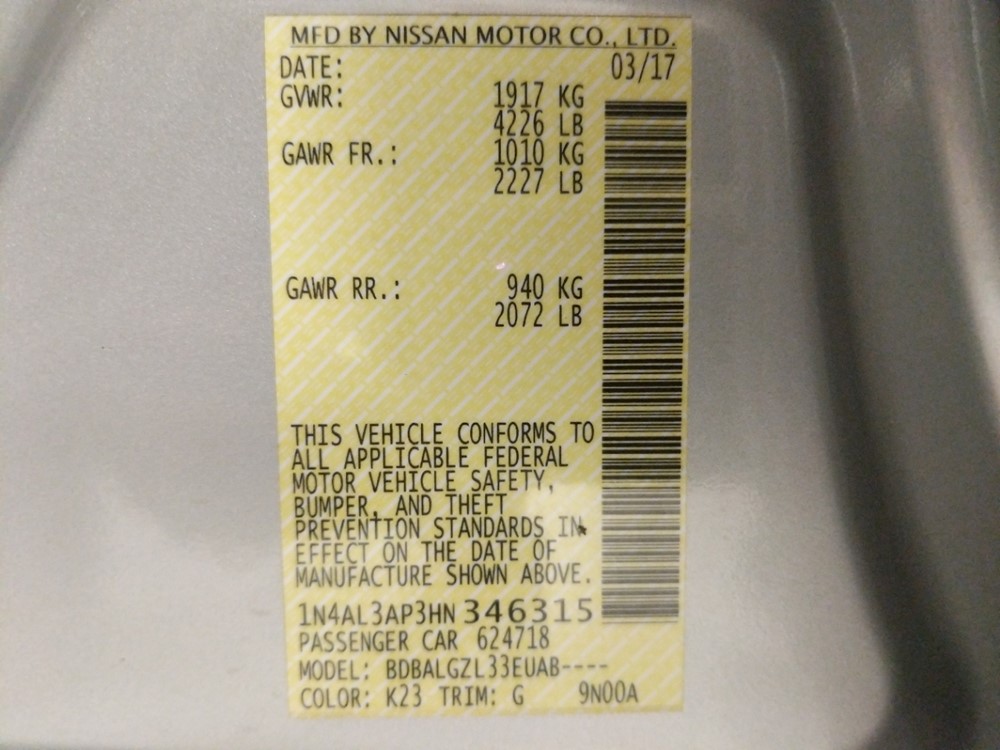 MFD BY NISSAN MOTOR CO., LTD.
DATE: 03/17
GVWR: 1917 KG
4226 LB
GAWR FR.: 1010 KG
2227 LB
GAWR RR.: 940 KG
2072 LB
THIS VEHICLE CONFORMS TO
ALL APPLICABLE FEDERAL
MOTOR VEHICLE SAFETY,
BUMPER, AND THEFT
PREVENTION STANDARDS IN
EFFECT ON THE DATE OF
MANUFACTURE SHOWN ABOVE.
1N4AL3AP3HN346315
PASSENGER CAR 624718
MODEL: BDBALGZL33EUAB----
COLOR: K23 TRIM: G 9N00A